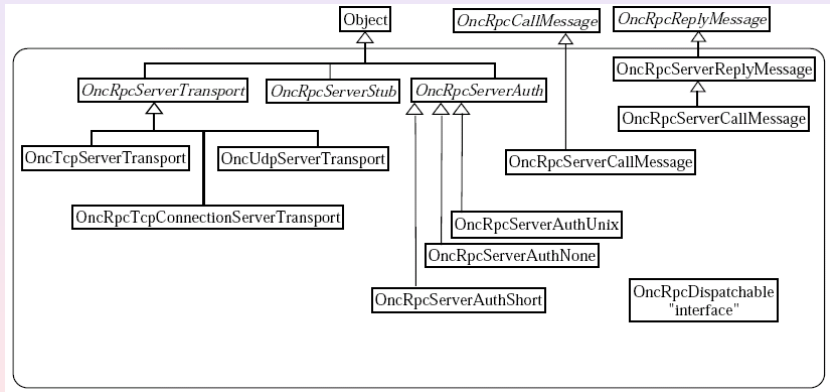 Object
OncRpcCallMessage
OncRpcReplyMessage
OncRpcServerTransport
OncRpcServerStub
OncRpcServerAuth
OncRpcServerReplyMessage
OncRpcServerCallMessage
OncTcpServerTransport
OncUdpServerTransport
OncRpcServerCallMessage
OncRpcTcpConnectionServerTransport
OncRpcServerAuthUnix
OncRpcServerAuthNone
OncRpcServerAuthShort
OncRpcDispatchable
"interface"